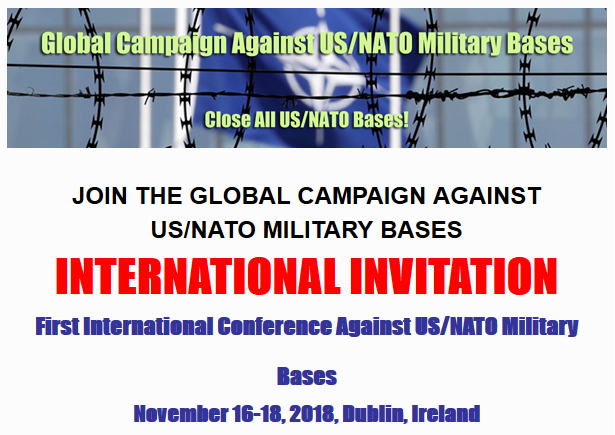 Global Campaign Against US/NATO Military Bases
Close All US/NATO Bases!
JOIN THE GLOBAL CAMPAIGN AGAINST
US/NATO MILITARY BASES
INTERNATIONAL INVITATION
First International Conference Against US/NATO Military
Bases
November 16-18, 2018, Dublin, Ireland